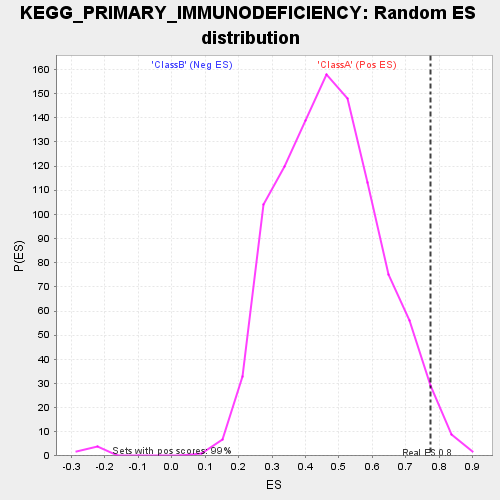 KEGG_PRIMARY_IMMUNODEFICIENCY: Random ES
distribution
'ClassB' (Neg ES)
'ClassA' (Pos ES)
160
150
140
130
120
110
100
90
80
70
60
50
40
30
20
10
0
P(ES)
Sets with pos scores: 99%
Real ES 0.8
-0.3 -0.2 -0.1 0.0 0.1 0.2 0.3 0.4 0.5 0.6 0.7 0.8 0.9
ES